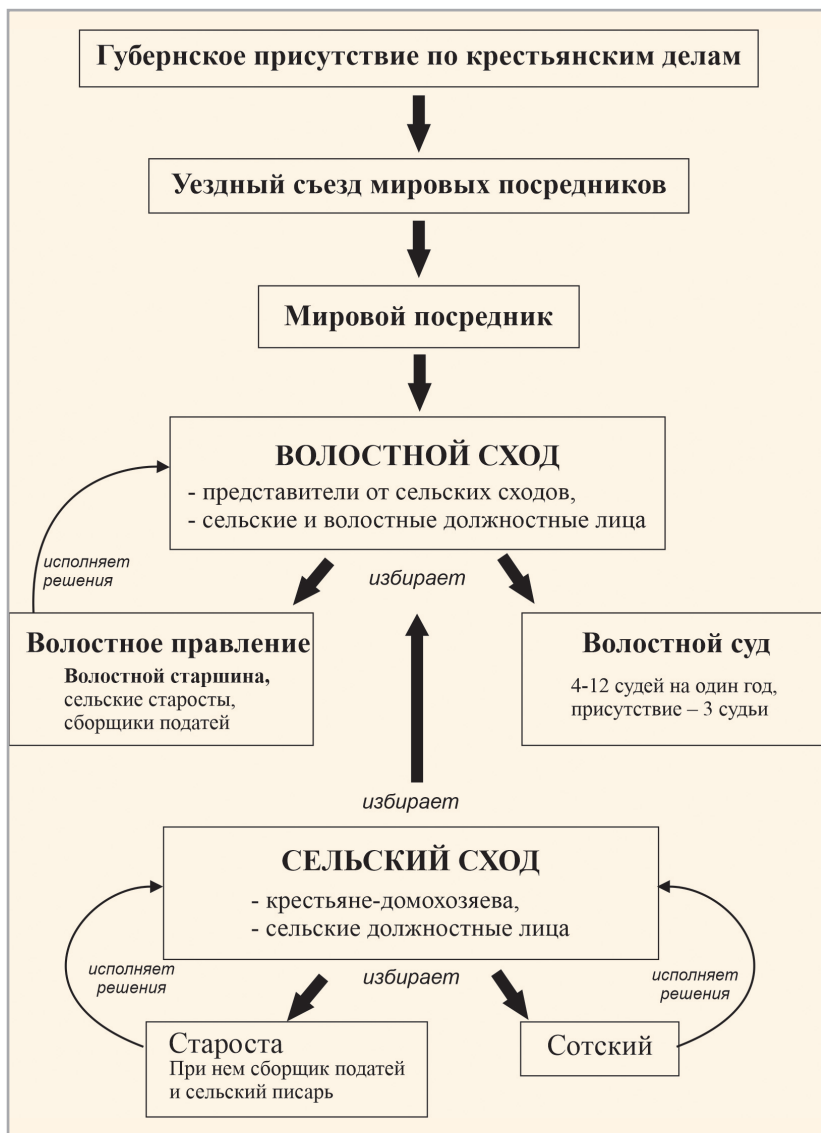 Губернское присутствие по крестьянским делам
Уездный съезд мировых посредников
Мировой посредник
ВОЛОСТНОЙ СХОД
- представители от сельских сходов,
- сельские и волостные должностные лица
исполняет
решения
избирает
Волостное правление
Волостной старшина,
сельские старосты,
сборщики податей
Волостной суд
4-12 судей на один год,
присутствие – 3 судьи
избирает
СЕЛЬСКИЙ СХОД
- крестьяне-домохозяева,
- сельские должностные лица
исполняет
решения
избирает
исполняет
решения
Староста
При нем сборщик податей
и сельский писарь
Сотский